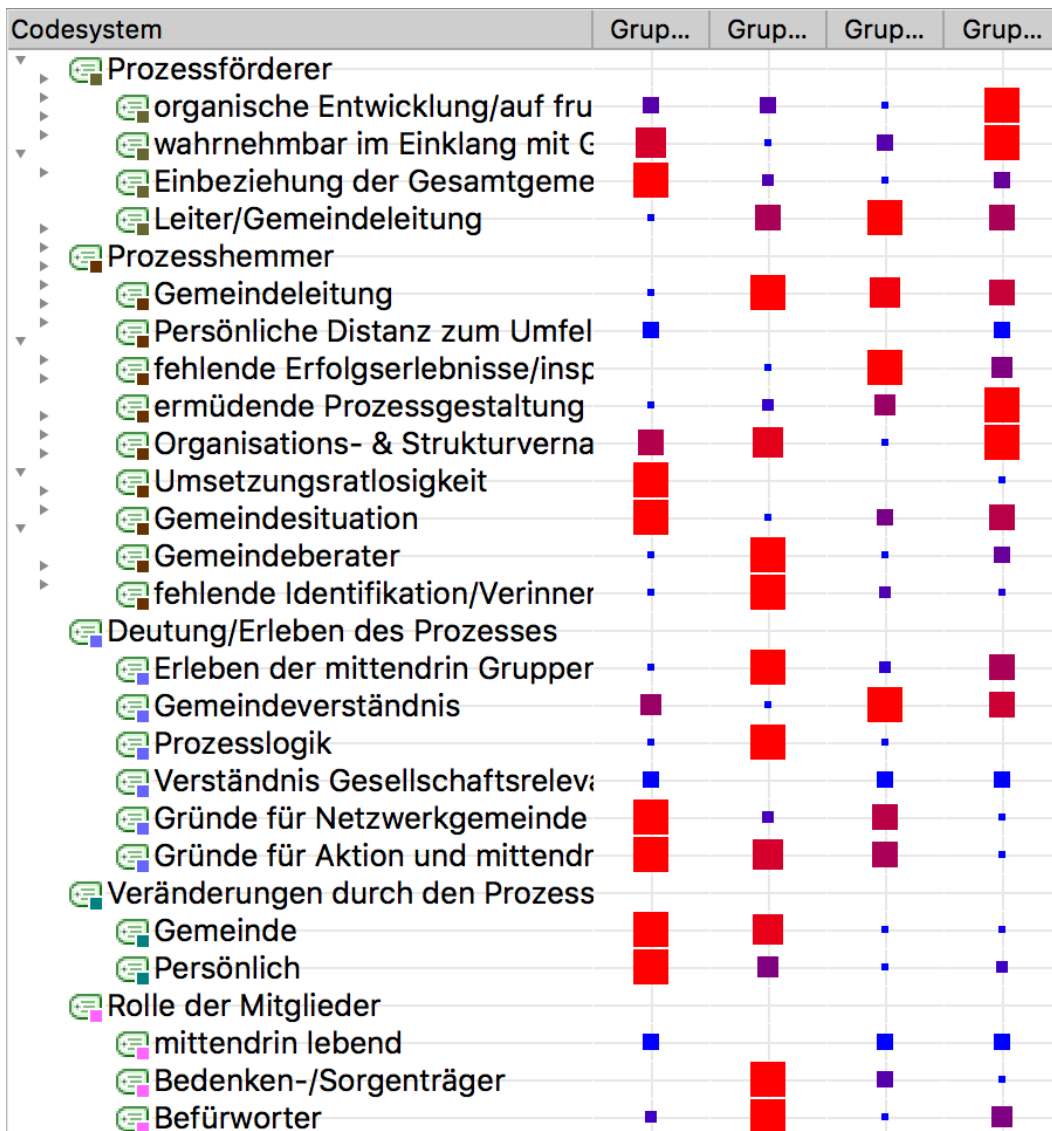 Codesystem Grup... Grup... Grup... Grup...
Prozessförderer
organische Entwicklung/auf fru
wahrnehmbar im Einklang mit G
Einbeziehung der Gesamtgeme
Leiter/Gemeindeleitung
Prozesshemmer
Gemeindeleitung
Persönliche Distanz zum Umfel
fehlende Erfolgserlebnisse/insp
ermüdende Prozessgestaltung
Organisations- & Strukturverna
Umsetzungsratlosigkeit
Gemeindesituation
Gemeindeberater
fehlende Identifikation/Verinner
Deutung/Erleben des Prozesses
Erleben der mittendrin Gruppen
Gemeindeverständnis
Prozesslogik
Verständnis Gesellschaftsreleva
Gründe für Netzwerkgemeinde
Gründe für Aktion und mittendr
Veränderungen durch den Prozess
Gemeinde
Persönlich
Rolle der Mitglieder
mittendrin lebend
Bedenken-/Sorgenträger
Befürworter